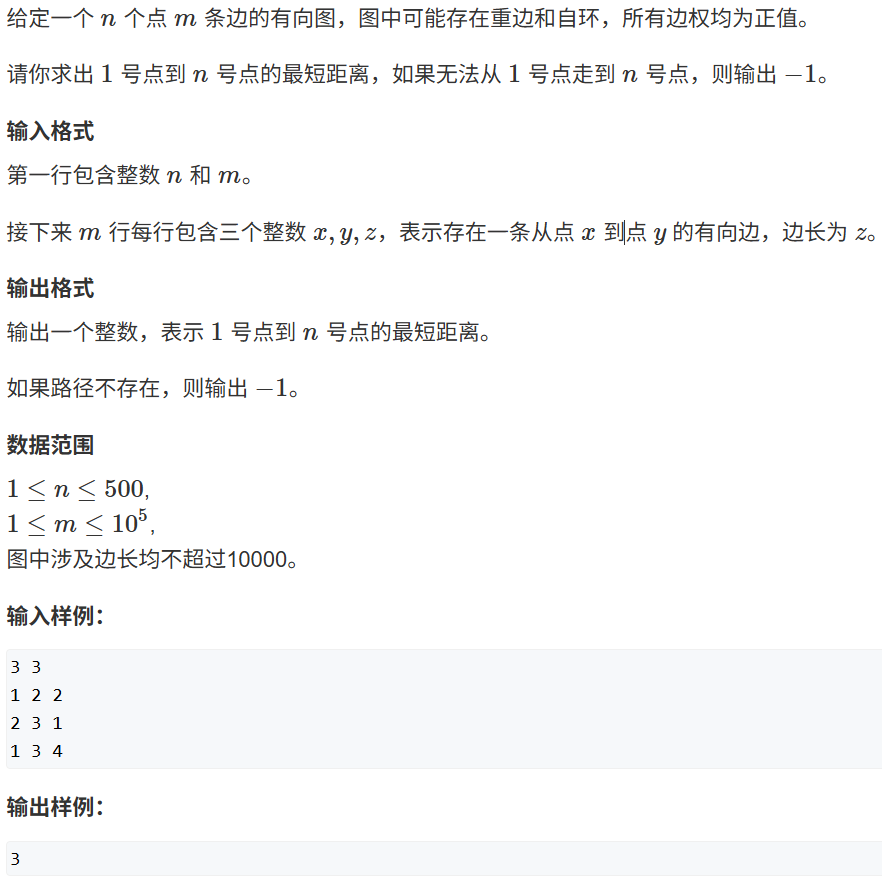 给定一个 n 个点 m 条边的有向图，图中可能存在重边和自环，所有边权均为正值。
请你求出 1 号点到 n 号点的最短距离，如果无法从 1 号点走到 n 号点，则输出 −1。
输入格式
第一行包含整数 n 和 m。
接下来 m 行每行包含三个整数 x, y, z，表示存在一条从点 x 到点 y 的有向边，边长为 z。
输出格式
输出一个整数，表示 1 号点到 n 号点的最短距离。
如果路径不存在，则输出 −1。
数据范围
1 ≤ n ≤ 500,
1 ≤ m ≤ 10⁵,
图中涉及边长均不超过10000。
输入样例：
3 3
1 2 2
2 3 1
1 3 4
输出样例：
3